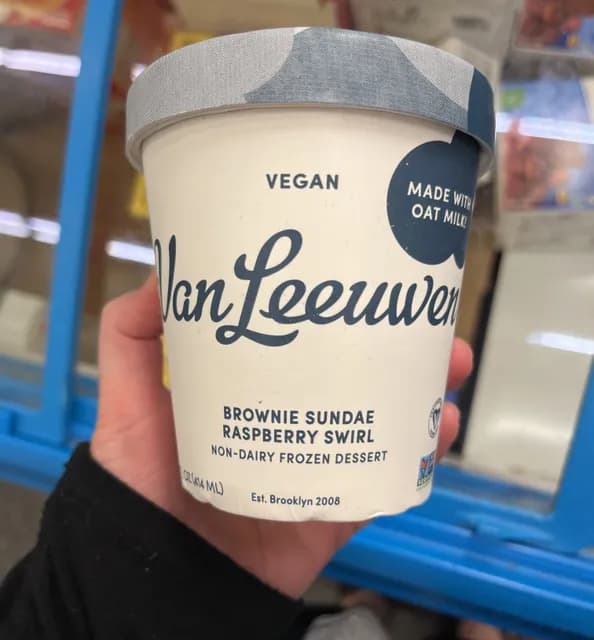 VEGAN
MADE WITH
OAT MILK!
Van Leeuwen
BROWNIE SUNDAE
RASPBERRY SWIRL
NON-DAIRY FROZEN DESSERT
OZ (414 ML)
Est. Brooklyn 2008